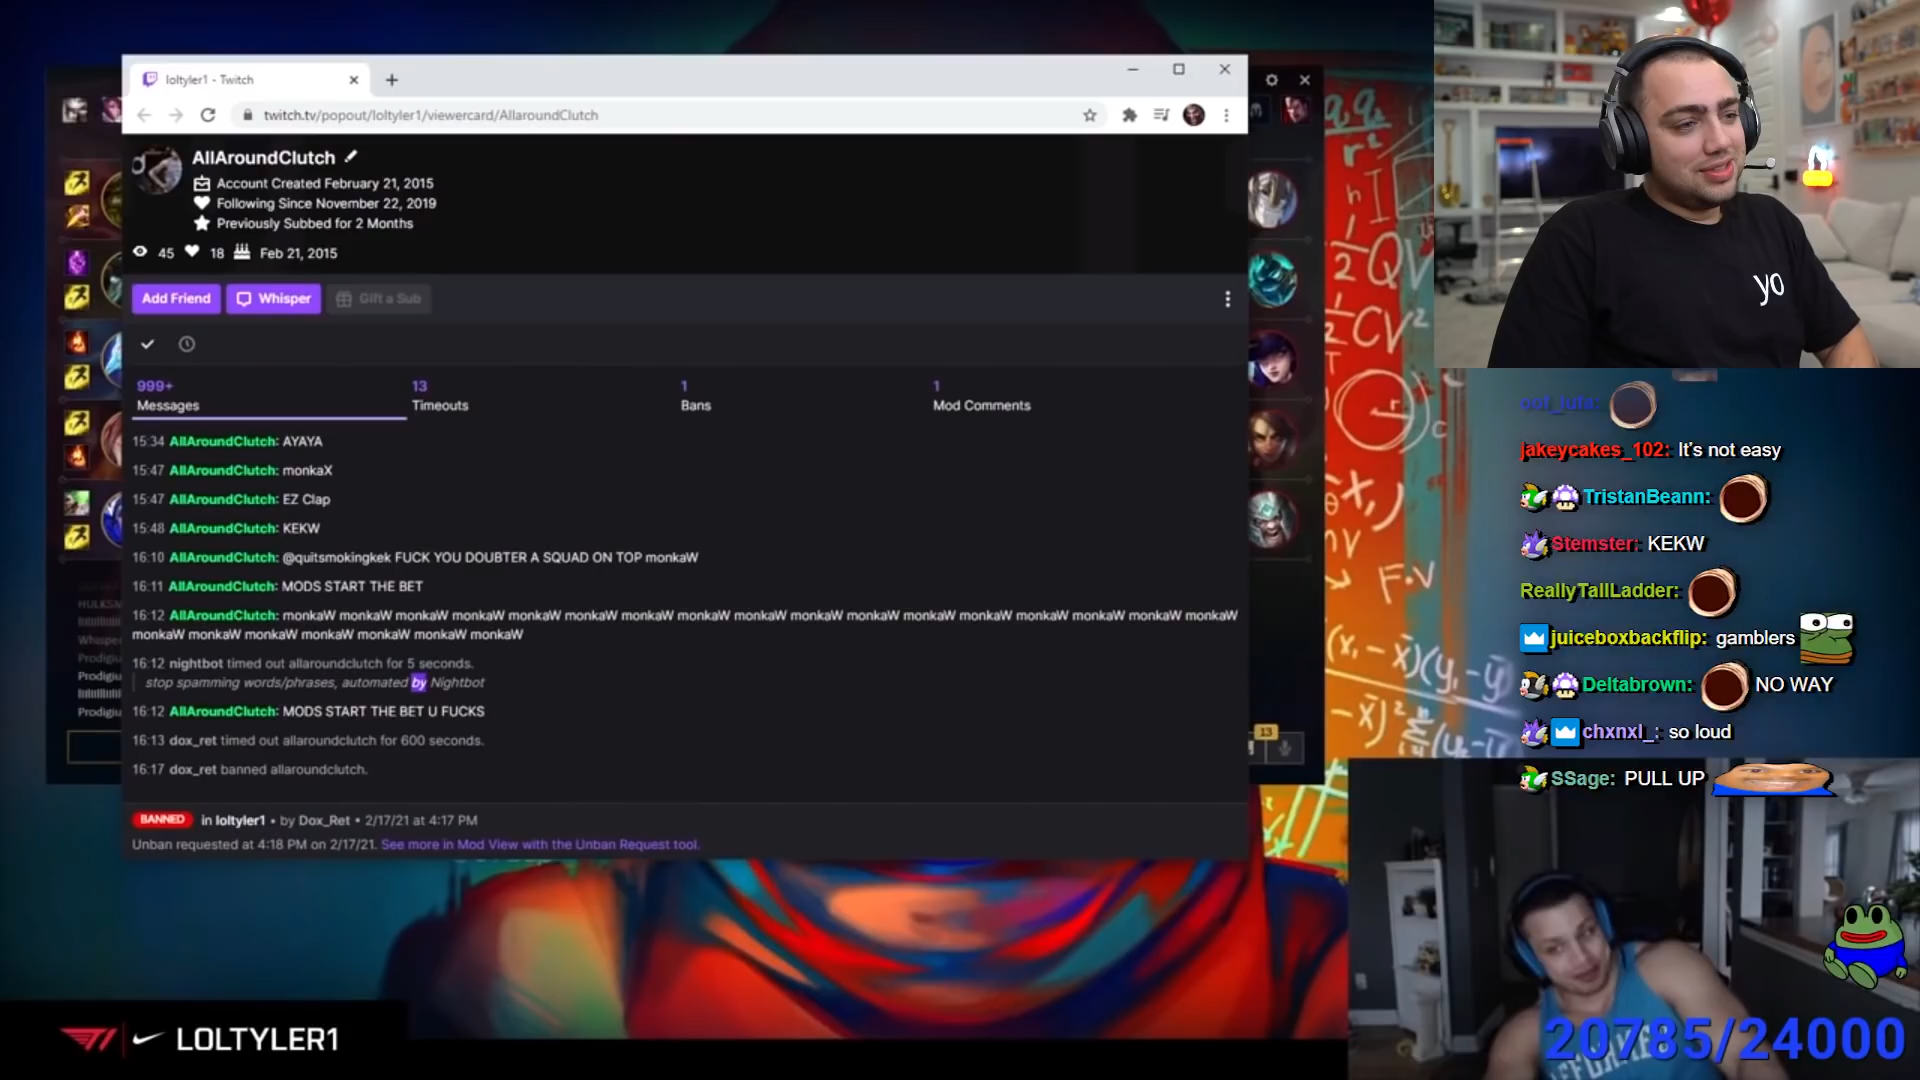 loltyler1 - Twitch
twitch.tv/popout/loltyler1/viewercard/AllaroundClutch
AllAroundClutch
Account Created February 21, 2015
Following Since November 22, 2019
Previously Subbed for 2 Months
45 18 Feb 21, 2015
Add Friend Whisper Gift a Sub
999+ 13 1 1
Messages Timeouts Bans Mod Comments
15:34 AllAroundClutch: AYAYA
15:47 AllAroundClutch: monkaX
15:47 AllAroundClutch: EZ Clap
15:48 AllAroundClutch: KEKW
16:10 AllAroundClutch: @quitsmokingkek FUCK YOU DOUBTER A SQUAD ON TOP monkaW
16:11 AllAroundClutch: MODS START THE BET
16:12 AllAroundClutch: monkaW monkaW monkaW monkaW monkaW monkaW monkaW monkaW monkaW monkaW monkaW monkaW monkaW monkaW monkaW monkaW monkaW
monkaW monkaW monkaW monkaW monkaW monkaW monkaW
16:12 nightbot timed out allaroundclutch for 5 seconds.
stop spamming words/phrases, automated by Nightbot
16:12 AllAroundClutch: MODS START THE BET U FUCKS
16:13 dox_ret timed out allaroundclutch for 600 seconds.
16:17 dox_ret banned allaroundclutch.
BANNED in loltyler1 • by Dox_Ret • 2/17/21 at 4:17 PM
Unban requested at 4:18 PM on 2/17/21. See more in Mod View with the Unban Request tool.
Whispe
Prodigiu
Prodigiu
Prodigiu
13
yo
jakeycakes_102: It's not easy
TristanBeann:
Stemster: KEKW
ReallyTallLadder:
juiceboxbackflip: gamblers
Deltabrown: NO WAY
chxnxl_: so loud
SSage: PULL UP
LOLTYLER1
20785/24000